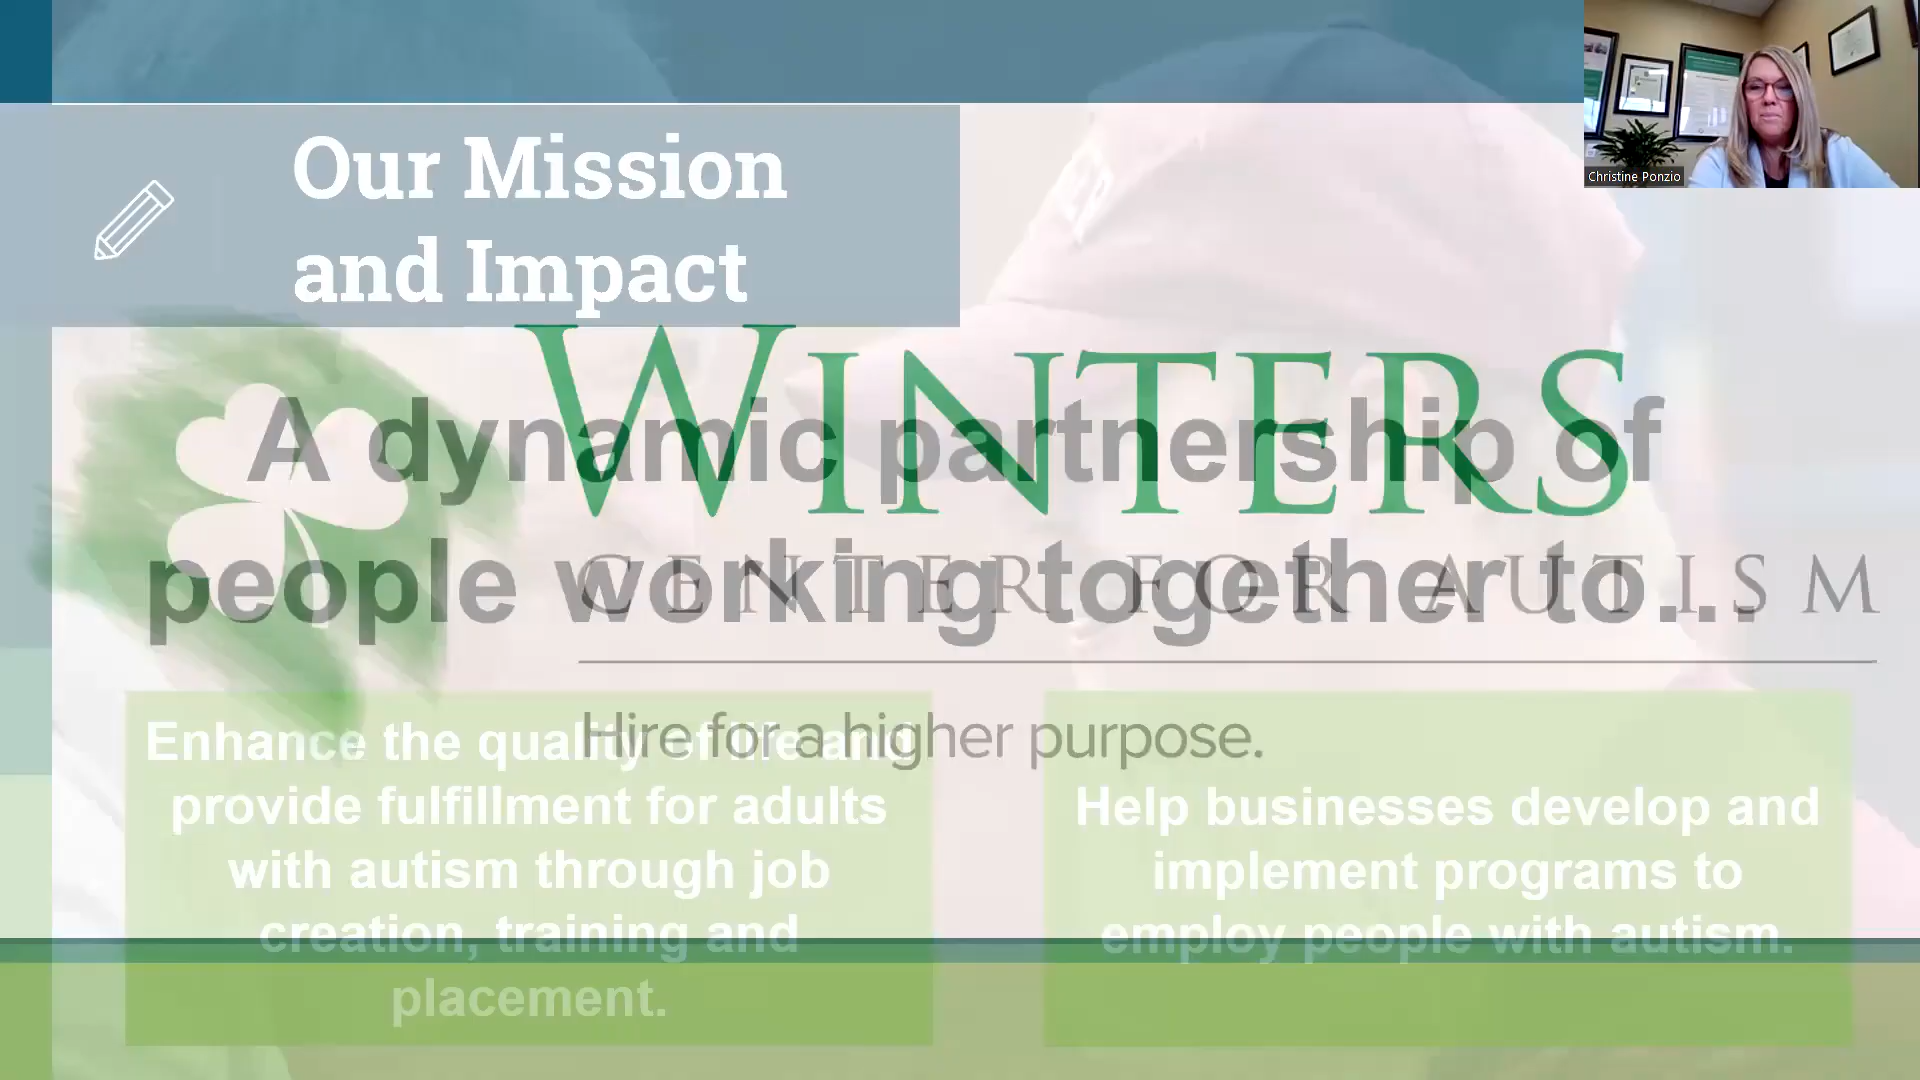 Our Mission
and Impact
Christine Ponzio
WINTERS
A dynamic partnership of
CENTER FOR AUTISM
people working together to...
Hire for a higher purpose.
Enhance the quality of life and
provide fulfillment for adults
with autism through job
creation, training and
placement.
Help businesses develop and
implement programs to
employ people with autism.